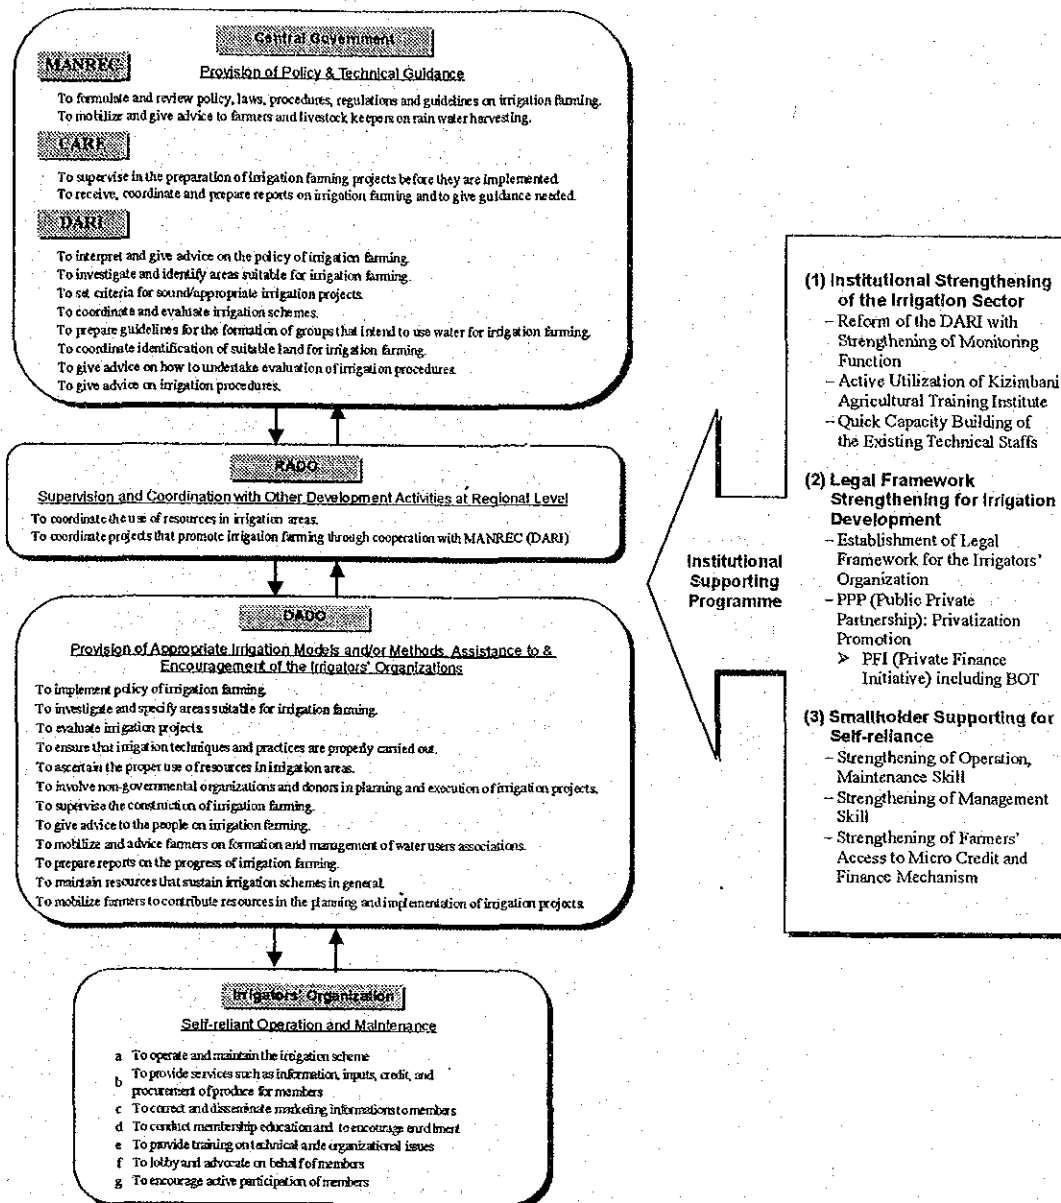 Central Government
MANREC
Provision of Policy & Technical Guidance
To formulate and review policy, laws, procedures, regulations and guidelines on irrigation farming.
To mobilize and give advice to farmers and livestock keepers on rain water harvesting.
CARE
To supervise in the preparation of irrigation farming projects before they are implemented
To receive, coordinate and prepare reports on irrigation farming and to give guidance needed.
DARI
To interpret and give advice on the policy of irrigation farming.
To investigate and identify areas suitable for irrigation farming.
To set criteria for sound/appropriate irrigation projects
To coordinate and evaluate irrigation schemes.
To prepare guidelines for the formation of groups that intend to use water for irrigation farming.
To coordinate identification of suitable land for irrigation farming.
To give advice on how to undertake evaluation of irrigation procedures.
To give advice on irrigation procedures.
RADO
Supervision and Coordination with Other Development Activities at Regional Level
To coordinate the use of resources in irrigation areas.
To coordinate projects that promote irrigation farming through cooperation with MANREC (DARI)
DADO
Provision of Appropriate Irrigation Models and/or Methods, Assistance to &
Encouragement of the Irrigators' Organizations
To implement policy of irrigation farming.
To investigate and specify areas suitable for irrigation farming.
To evaluate irrigation projects.
To ensure that irrigation techniques and practices are properly carried out.
To ascertain the proper use of resources in irrigation areas.
To involve non-governmental organizations and donors in planning and execution of irrigation projects.
To supervise the construction of irrigation farming.
To give advice to the people on irrigation farming.
To mobilize and advice farmers on formation and management of water users associations.
To prepare reports on the progress of irrigation farming.
To maintain resources that sustain irrigation schemes in general.
To mobilize farmers to contribute resources in the planning and implementation of irrigation projects.
Irrigators' Organization
Self-reliant Operation and Maintenance
a To operate and maintain the irrigation scheme
b To provide services such as information, inputs, credit, and
procurement of produce for members
c To correct and disseminate marketing informations to members
d To conduct membership education and to encourage enrollment
e To provide training on technical ande organizational issues
f To lobby and advocate on behalf of members
g To encourage active participation of members
Institutional
Supporting
Programme
(1) Institutional Strengthening
of the Irrigation Sector
– Reform of the DARI with
Strengthening of Monitoring
Function
– Active Utilization of Kizimbani
Agricultural Training Institute
– Quick Capacity Building of
the Existing Technical Staffs
(2) Legal Framework
Strengthening for Irrigation
Development
– Establishment of Legal
Framework for the Irrigators'
Organization
– PPP (Public Private
Partnership): Privatization
Promotion
➢ PFI (Private Finance
Initiative) including BOT
(3) Smallholder Supporting for
Self-reliance
– Strengthening of Operation,
Maintenance Skill
– Strengthening of Management
Skill
– Strengthening of Farmers'
Access to Micro Credit and
Finance Mechanism